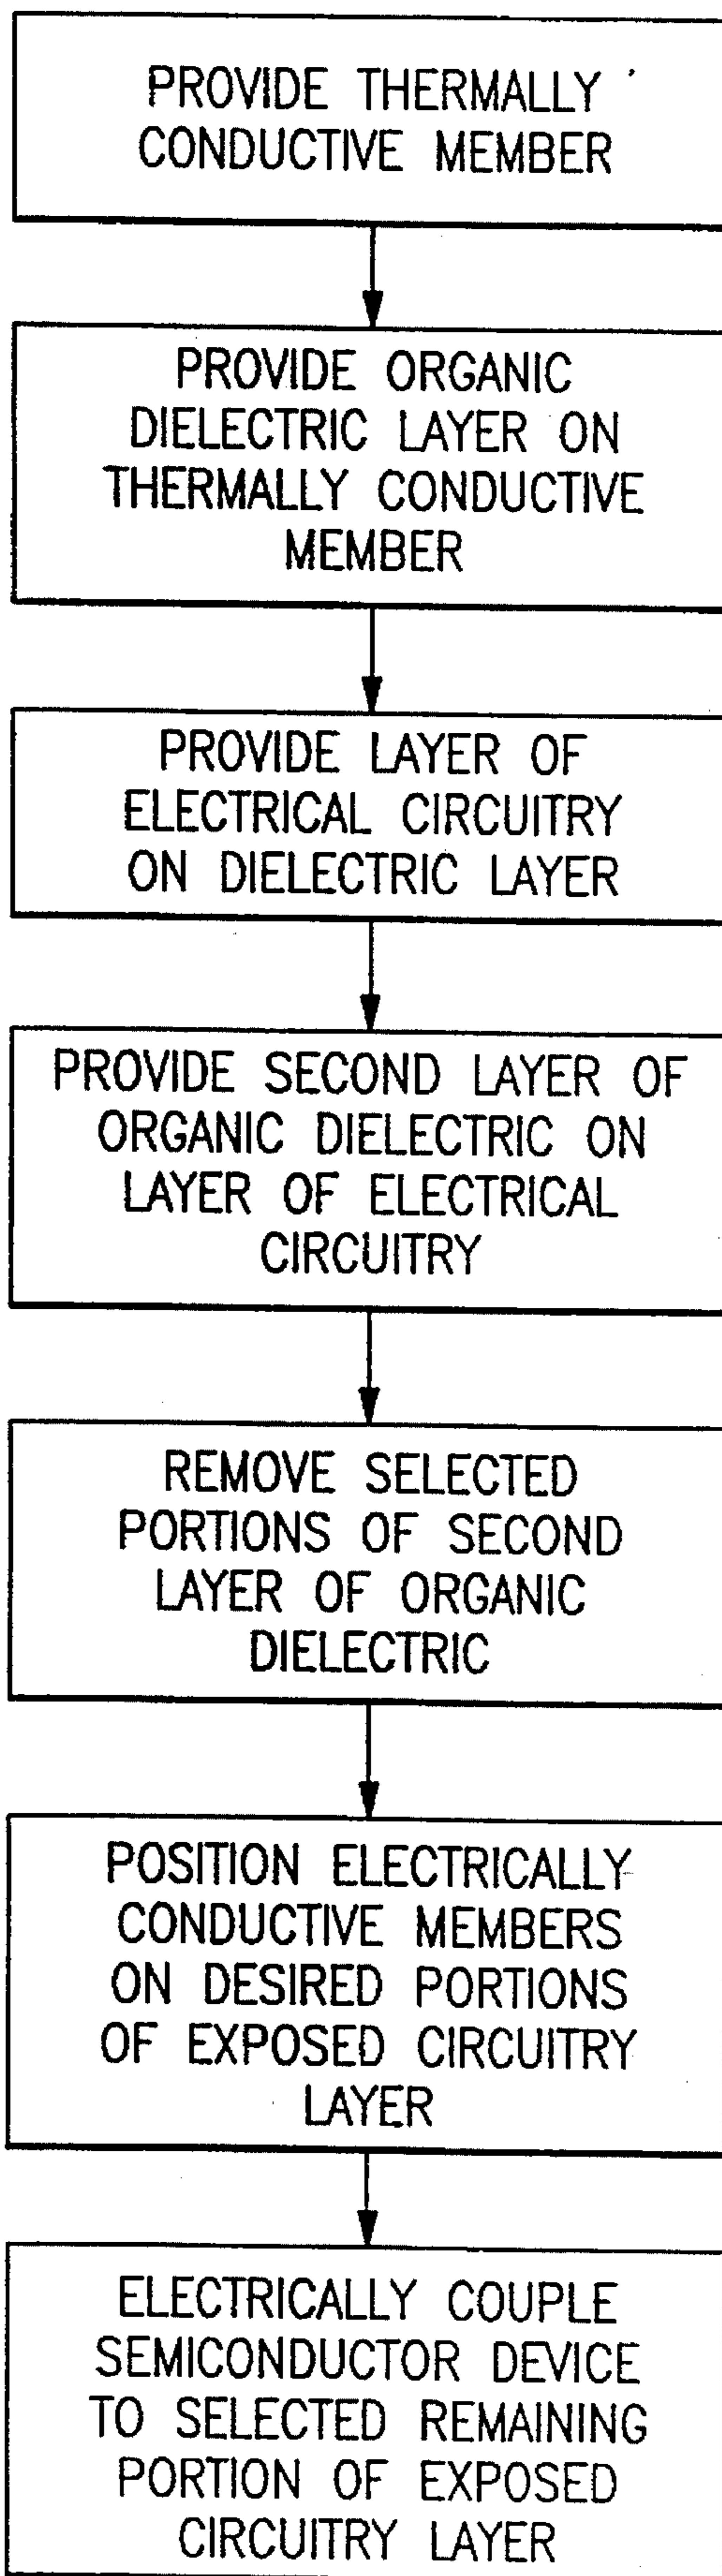 PROVIDE THERMALLY
CONDUCTIVE MEMBER
PROVIDE ORGANIC
DIELECTRIC LAYER ON
THERMALLY CONDUCTIVE
MEMBER
PROVIDE LAYER OF
ELECTRICAL CIRCUITRY
ON DIELECTRIC LAYER
PROVIDE SECOND LAYER OF
ORGANIC DIELECTRIC ON
LAYER OF ELECTRICAL
CIRCUITRY
REMOVE SELECTED
PORTIONS OF SECOND
LAYER OF ORGANIC
DIELECTRIC
POSITION ELECTRICALLY
CONDUCTIVE MEMBERS
ON DESIRED PORTIONS
OF EXPOSED CIRCUITRY
LAYER
ELECTRICALLY COUPLE
SEMICONDUCTOR DEVICE
TO SELECTED REMAINING
PORTION OF EXPOSED
CIRCUITRY LAYER